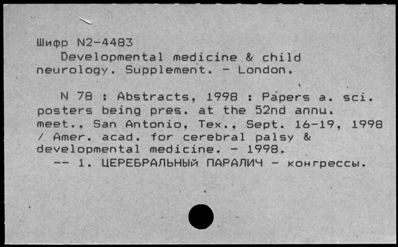 Шифр N2-4483
Developmental medicine & child
neurology. Supplement. - London.
N 78 : Abstracts, 1998 : Papers a. sci.
posters being pres. at the 52nd annu.
meet., San Antonio, Tex., Sept. 16-19, 1998
/ Amer. acad. for cerebral palsy &
developmental medicine. - 1998.
-- 1. ЦЕРЕБРАЛЬНЫЙ ПАРАЛИЧ - конгрессы.